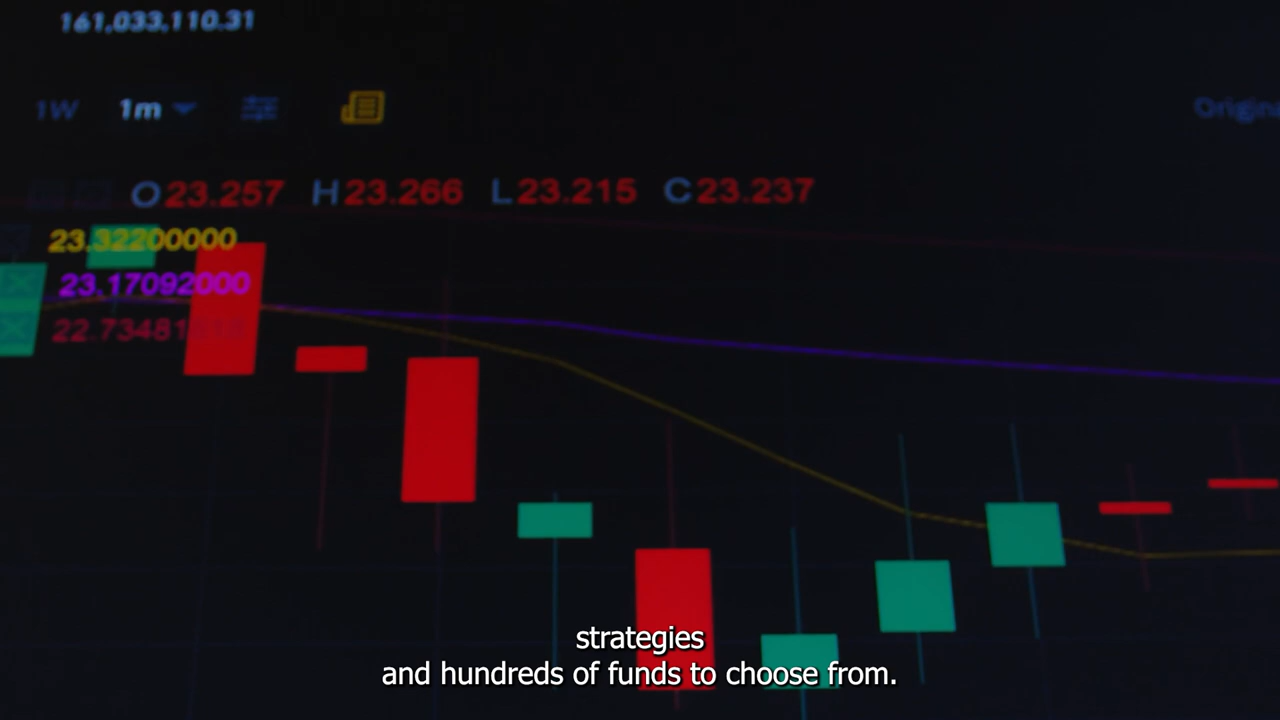 161,033,110.31
1W 1m
O23.257 H23.266 L23.215 C23.237
23.32200000
23.17092000
strategies
and hundreds of funds to choose from.